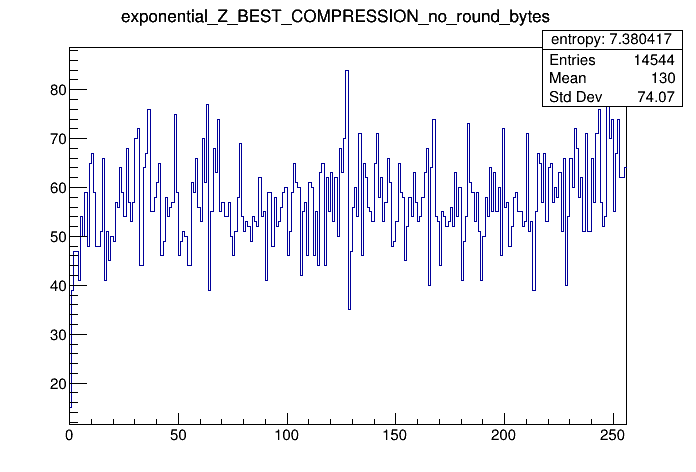 exponential_Z_BEST_COMPRESSION_no_round_bytes
entropy: 7.380417
Entries 14544
Mean 130
Std Dev 74.07
80
70
60
50
40
30
20
0 50 100 150 200 250